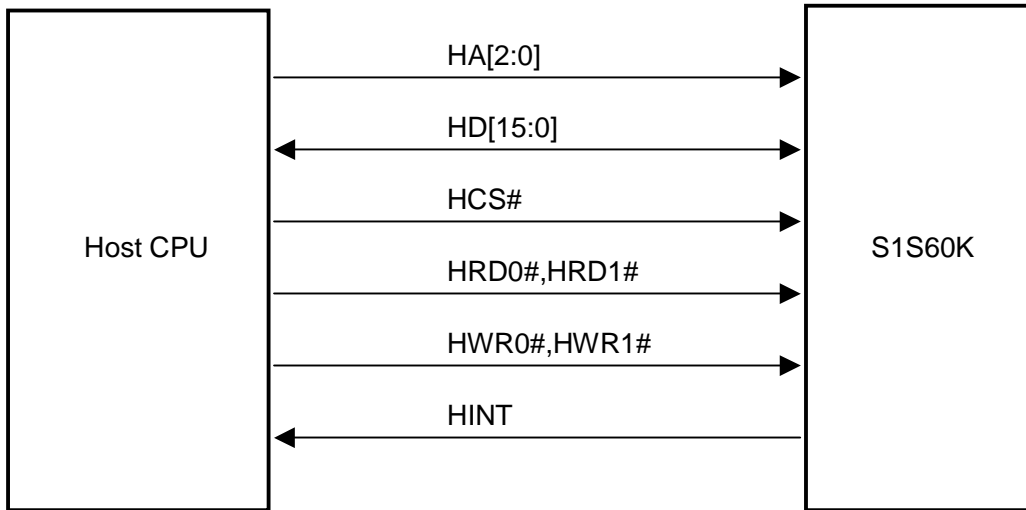 HA[2:0]
HD[15:0]
HCS#
Host CPU
S1S60K
HRD0#,HRD1#
HWR0#,HWR1#
HINT